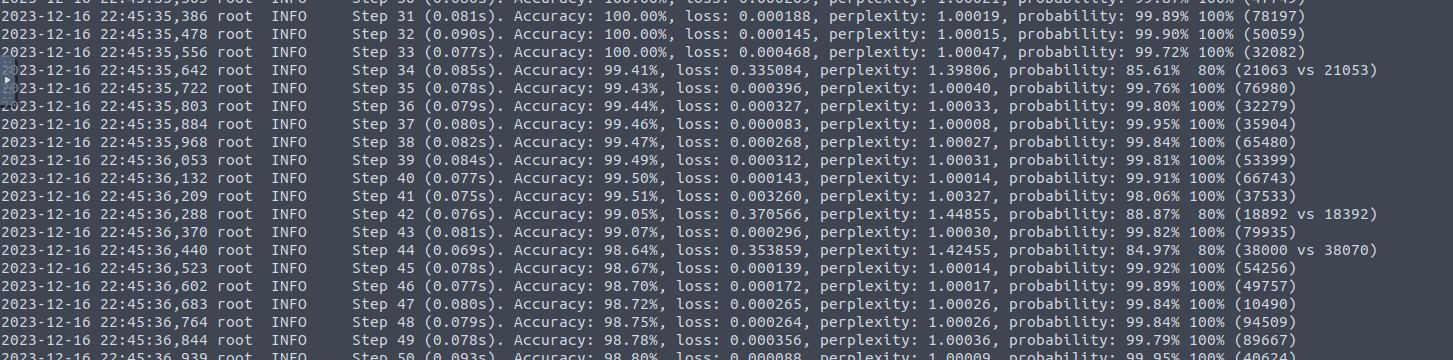 2023-12-16 22:45:35,386 root INFO Step 31 (0.081s). Accuracy: 100.00%, loss: 0.000188, perplexity: 1.00019, probability: 99.89% 100% (78197)
2023-12-16 22:45:35,478 root INFO Step 32 (0.090s). Accuracy: 100.00%, loss: 0.000145, perplexity: 1.00015, probability: 99.90% 100% (50059)
2023-12-16 22:45:35,556 root INFO Step 33 (0.077s). Accuracy: 100.00%, loss: 0.000468, perplexity: 1.00047, probability: 99.72% 100% (32082)
2023-12-16 22:45:35,642 root INFO Step 34 (0.085s). Accuracy: 99.41%, loss: 0.335084, perplexity: 1.39806, probability: 85.61% 80% (21063 vs 21053)
2023-12-16 22:45:35,722 root INFO Step 35 (0.078s). Accuracy: 99.43%, loss: 0.000396, perplexity: 1.00040, probability: 99.76% 100% (76980)
2023-12-16 22:45:35,803 root INFO Step 36 (0.079s). Accuracy: 99.44%, loss: 0.000327, perplexity: 1.00033, probability: 99.80% 100% (32279)
2023-12-16 22:45:35,884 root INFO Step 37 (0.080s). Accuracy: 99.46%, loss: 0.000083, perplexity: 1.00008, probability: 99.95% 100% (35904)
2023-12-16 22:45:35,968 root INFO Step 38 (0.082s). Accuracy: 99.47%, loss: 0.000268, perplexity: 1.00027, probability: 99.84% 100% (65480)
2023-12-16 22:45:36,053 root INFO Step 39 (0.084s). Accuracy: 99.49%, loss: 0.000312, perplexity: 1.00031, probability: 99.81% 100% (53399)
2023-12-16 22:45:36,132 root INFO Step 40 (0.077s). Accuracy: 99.50%, loss: 0.000143, perplexity: 1.00014, probability: 99.91% 100% (66743)
2023-12-16 22:45:36,209 root INFO Step 41 (0.075s). Accuracy: 99.51%, loss: 0.003260, perplexity: 1.00327, probability: 98.06% 100% (37533)
2023-12-16 22:45:36,288 root INFO Step 42 (0.076s). Accuracy: 99.05%, loss: 0.370566, perplexity: 1.44855, probability: 88.87% 80% (18892 vs 18392)
2023-12-16 22:45:36,370 root INFO Step 43 (0.081s). Accuracy: 99.07%, loss: 0.000296, perplexity: 1.00030, probability: 99.82% 100% (79935)
2023-12-16 22:45:36,440 root INFO Step 44 (0.069s). Accuracy: 98.64%, loss: 0.353859, perplexity: 1.42455, probability: 84.97% 80% (38000 vs 38070)
2023-12-16 22:45:36,523 root INFO Step 45 (0.078s). Accuracy: 98.67%, loss: 0.000139, perplexity: 1.00014, probability: 99.92% 100% (54256)
2023-12-16 22:45:36,602 root INFO Step 46 (0.077s). Accuracy: 98.70%, loss: 0.000172, perplexity: 1.00017, probability: 99.89% 100% (49757)
2023-12-16 22:45:36,683 root INFO Step 47 (0.080s). Accuracy: 98.72%, loss: 0.000265, perplexity: 1.00026, probability: 99.84% 100% (10490)
2023-12-16 22:45:36,764 root INFO Step 48 (0.079s). Accuracy: 98.75%, loss: 0.000264, perplexity: 1.00026, probability: 99.84% 100% (94509)
2023-12-16 22:45:36,844 root INFO Step 49 (0.078s). Accuracy: 98.78%, loss: 0.000356, perplexity: 1.00036, probability: 99.79% 100% (89667)
2023-12-16 22:45:36,939 root INFO Step 50 (0.093s). Accuracy: 98.80%, loss: 0.000088, perplexity: 1.00009, probability: 99.95% 100% (40624)